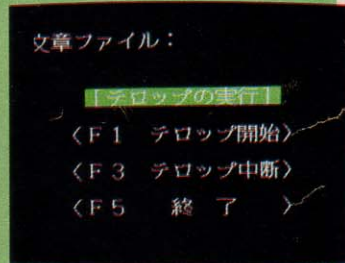 文章ファイル：
［テロップの実行］
〈F１　テロップ開始〉
〈F３　テロップ中断〉
〈F５　終　了　〉